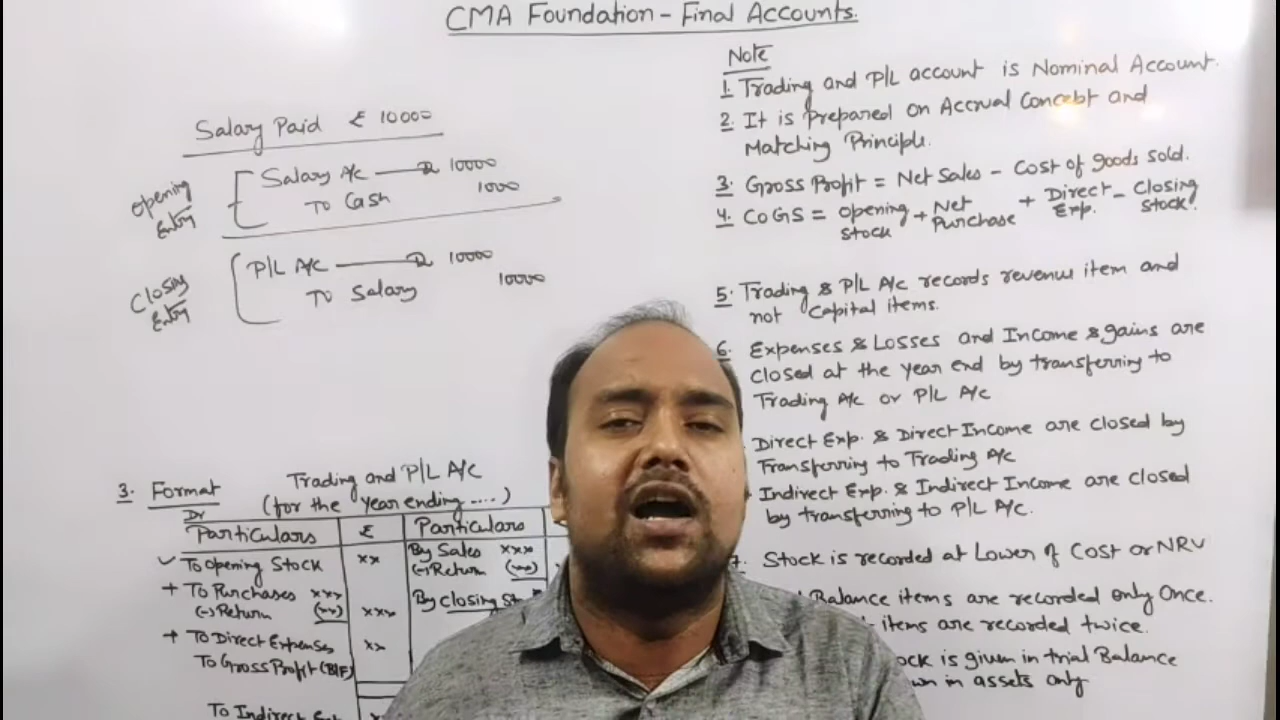 CMA Foundation - Final Accounts.
Salary Paid ₹ 10000
Opening Entry
Salary A/c — Dr 10000
To Cash 1000
Closing Entry
P/L A/c — Dr 10000
To Salary 10000
3. Format
Trading and P/L A/c
(for the Year ending ....)
Dr
Particulars ₹ Particulars
To Opening Stock xx By Sales xxx
(-) Return (xx)
+ To Purchases xxx
(-) Return (xx) xxx By Closing
+ To Direct Expenses xx
To Gross Profit (B/F)
To Indirect
Note
1. Trading and P/L account is Nominal Account.
2. It is Prepared on Accrual Concept and
Matching Principle.
3. Gross Profit = Net Sales - Cost of goods sold.
4. CoGS = Opening Stock + Net Purchase + Direct Exp. - Closing Stock.
5. Trading & P/L A/c records revenue item and
not Capital items.
6. Expenses & Losses and Income & gains are
closed at the year end by transferring to
Trading A/c or P/L A/c
Direct Exp. & Direct Income are closed by
Transferring to Trading A/c
Indirect Exp. & Indirect Income are closed
by transferring to P/L A/c.
7. Stock is recorded at Lower of Cost or NRV
Balance items are recorded only Once.
items are recorded twice.
is given in trial Balance
in assets only